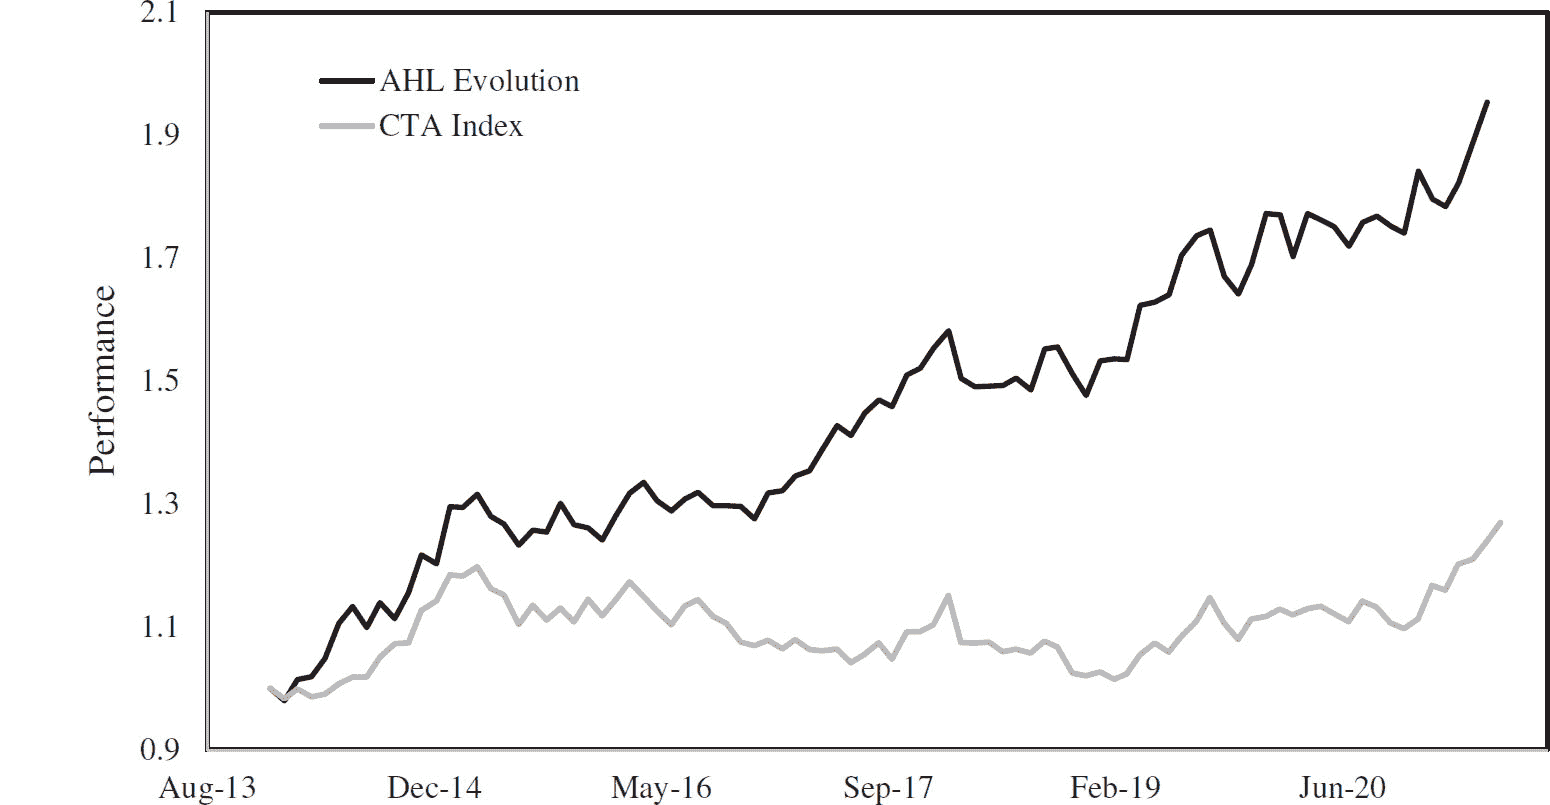 2.1
AHL Evolution
CTA Index
1.9
1.7
1.5
1.3
1.1
0.9
Performance
Aug-13 Dec-14 May-16 Sep-17 Feb-19 Jun-20